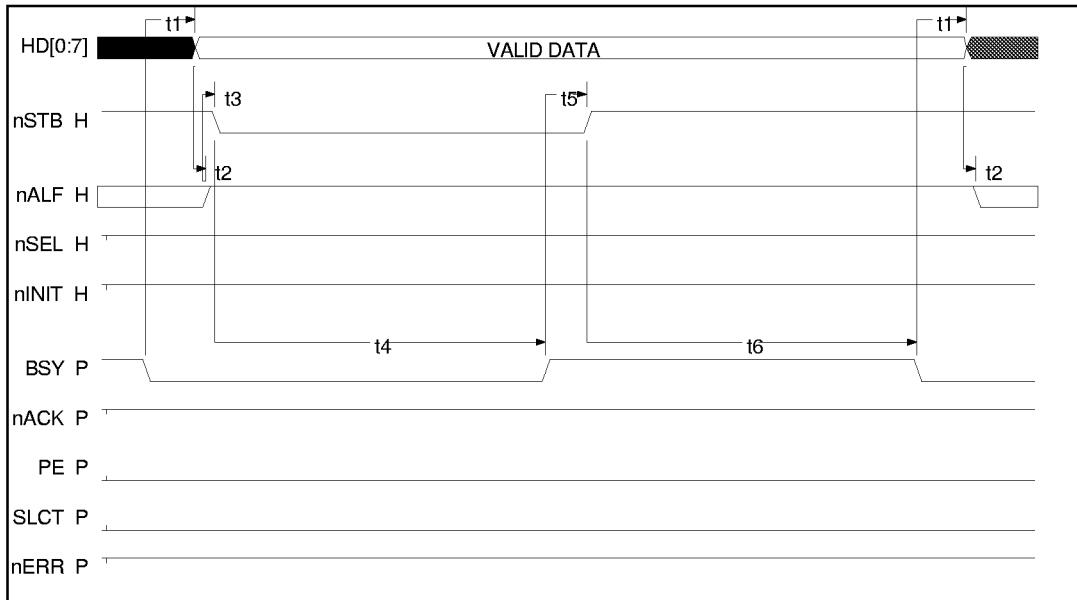 t1 t1
HD[0:7] VALID DATA
t3 t5
nSTB H
t2 t2
nALF H
nSEL H
nINIT H
t4 t6
BSY P
nACK P
PE P
SLCT P
nERR P